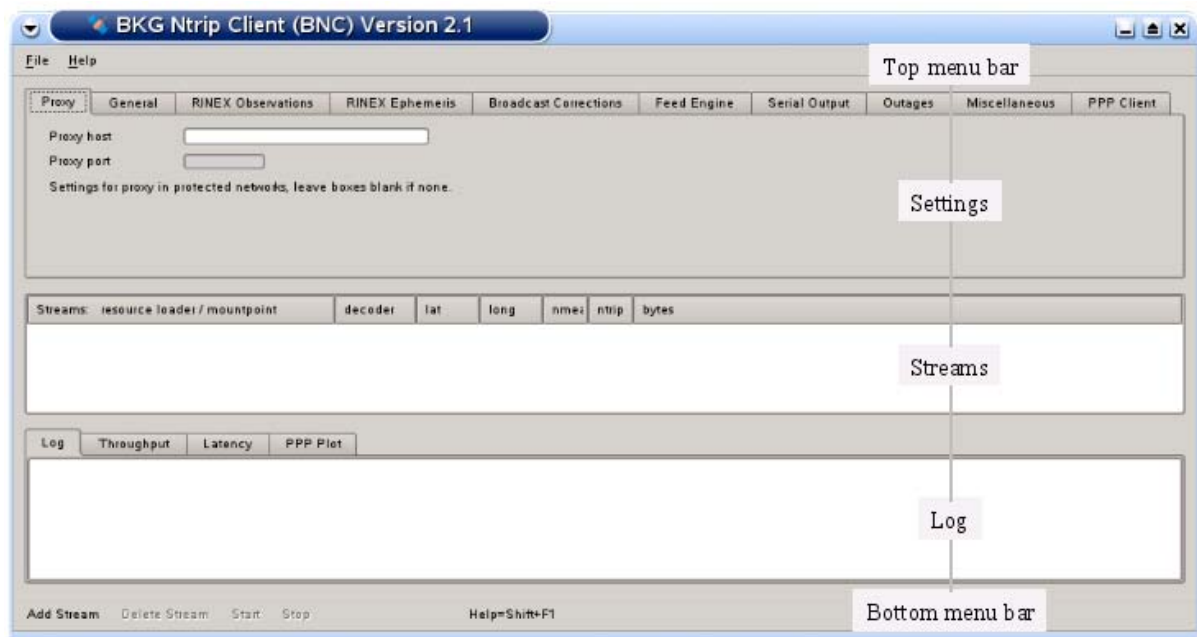 BKG Ntrip Client (BNC) Version 2.1
File Help
Top menu bar
Proxy General RINEX Observations RINEX Ephemeris Broadcast Corrections Feed Engine Serial Output Outages Miscellaneous PPP Client
Proxy host
Proxy port
Settings for proxy in protected networks, leave boxes blank if none.
Settings
Streams: resource loader / mountpoint decoder lat long nmea ntrip bytes
Streams
Log Throughput Latency PPP Plot
Log
Add Stream Delete Stream Start Stop Help=Shift+F1
Bottom menu bar